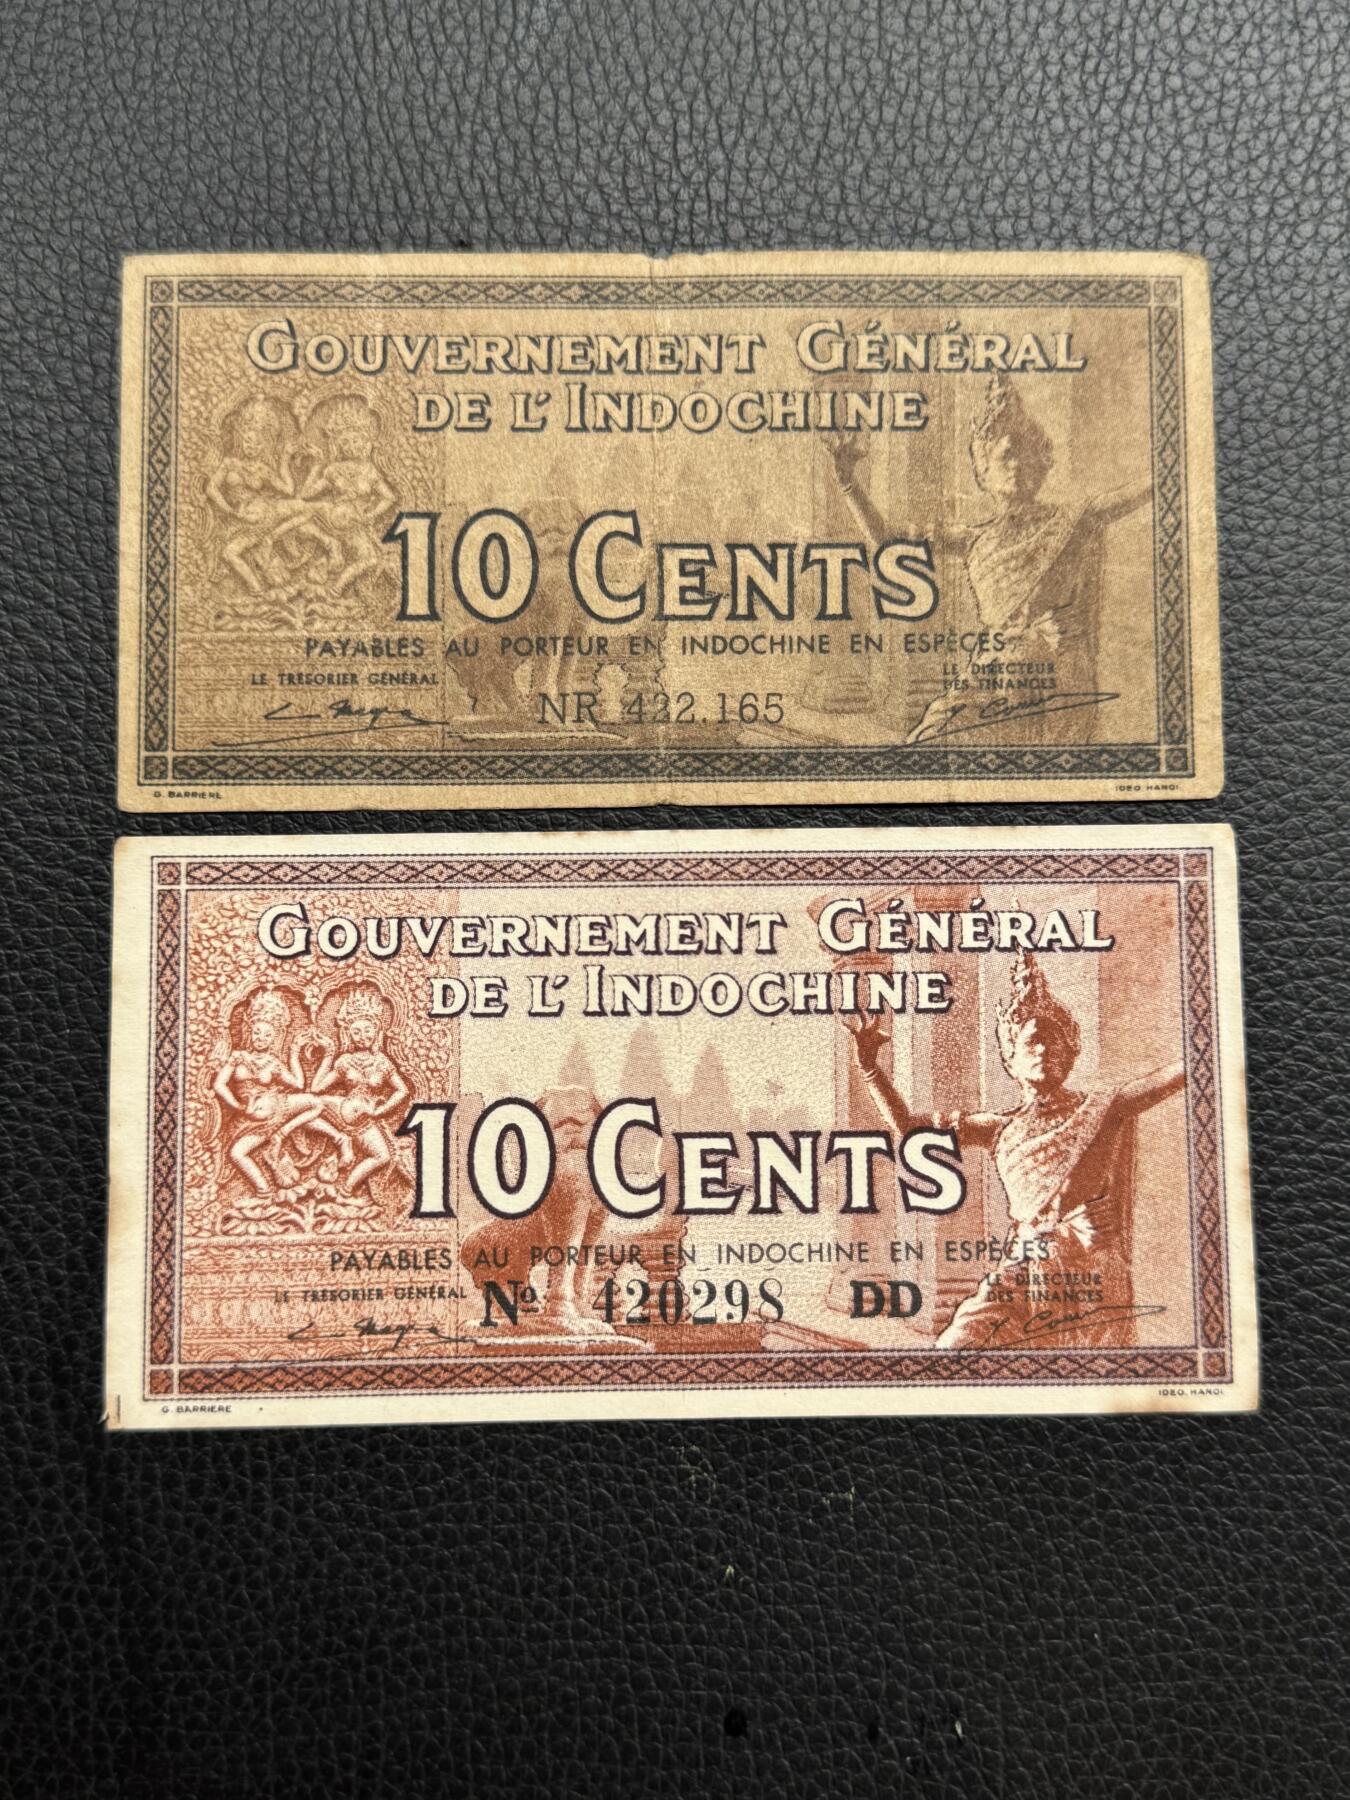 GOUVERNEMENT GÉNÉRAL
DE L'INDOCHINE
10 CENTS
PAYABLES AU PORTEUR EN INDOCHINE EN ESPÈCES
LE TRÉSORIER GÉNÉRAL
LE DIRECTEUR
DES FINANCES
NR 422.165
G. BARRIERE
IDEO HANOI
GOUVERNEMENT GÉNÉRAL
DE L'INDOCHINE
10 CENTS
PAYABLES AU PORTEUR EN INDOCHINE EN ESPÈCES
LE TRÉSORIER GÉNÉRAL
No 420298 DD
LE DIRECTEUR
DES FINANCES
G. BARRIERE
IDEO. HANOI